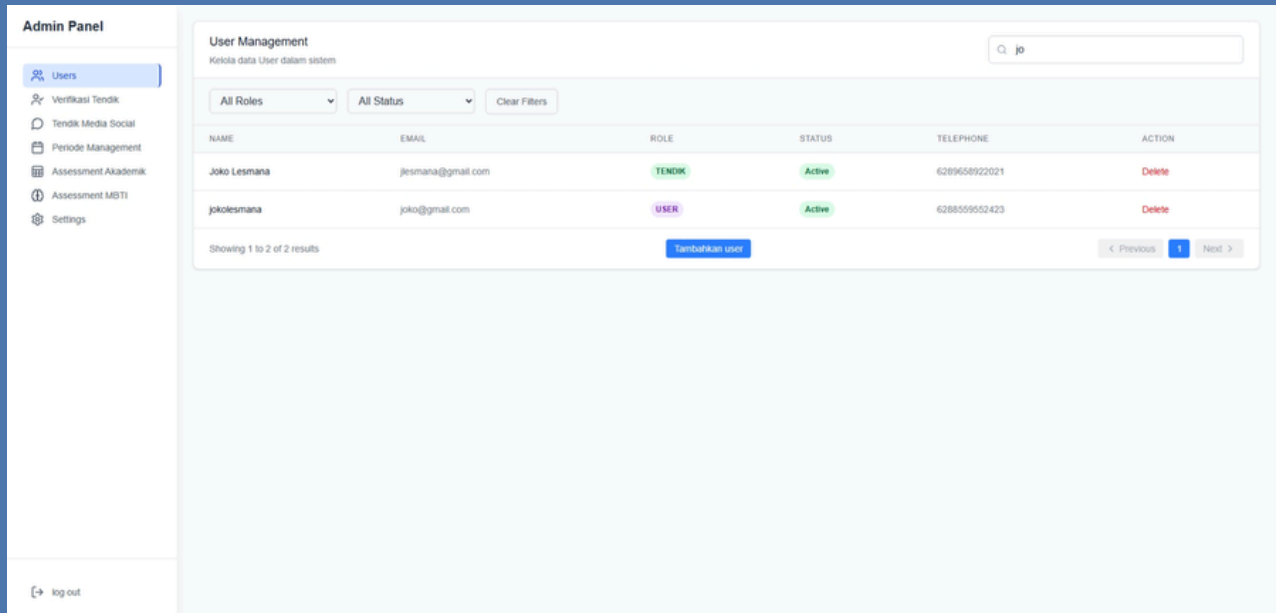 Admin Panel
Users
Verifikasi Tendik
Tendik Media Social
Periode Management
Assessment Akademik
Assessment MBTI
Settings
log out
User Management
Kelola data User dalam sistem
jo
All Roles
All Status
Clear Filters
NAME EMAIL ROLE STATUS TELEPHONE ACTION
Joko Lesmana jlesmana@gmail.com TENDIK Active 6289658922021 Delete
jokolesmana joko@gmail.com USER Active 6288559552423 Delete
Showing 1 to 2 of 2 results
Tambahkan user
< Previous 1 Next >